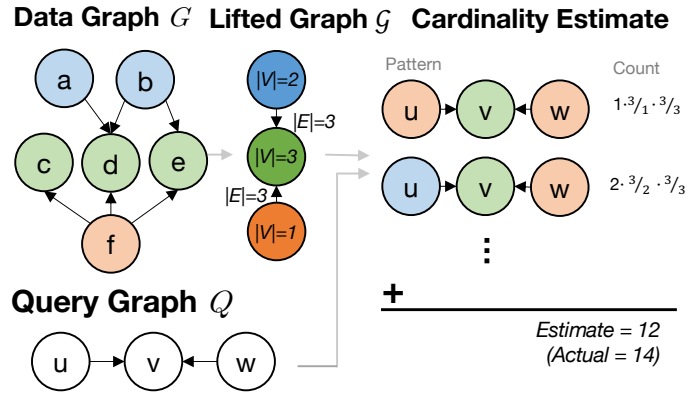 Data Graph G
Lifted Graph 𝒢
Cardinality Estimate
a
b
c
d
e
f
|V|=2
|E|=3
|V|=3
|E|=3
|V|=1
Pattern
Count
u
v
w
1·³/₁ · ³/₃
u
v
w
2· ³/₂ · ³/₃
⋮
+
Estimate = 12
(Actual = 14)
Query Graph Q
u
v
w